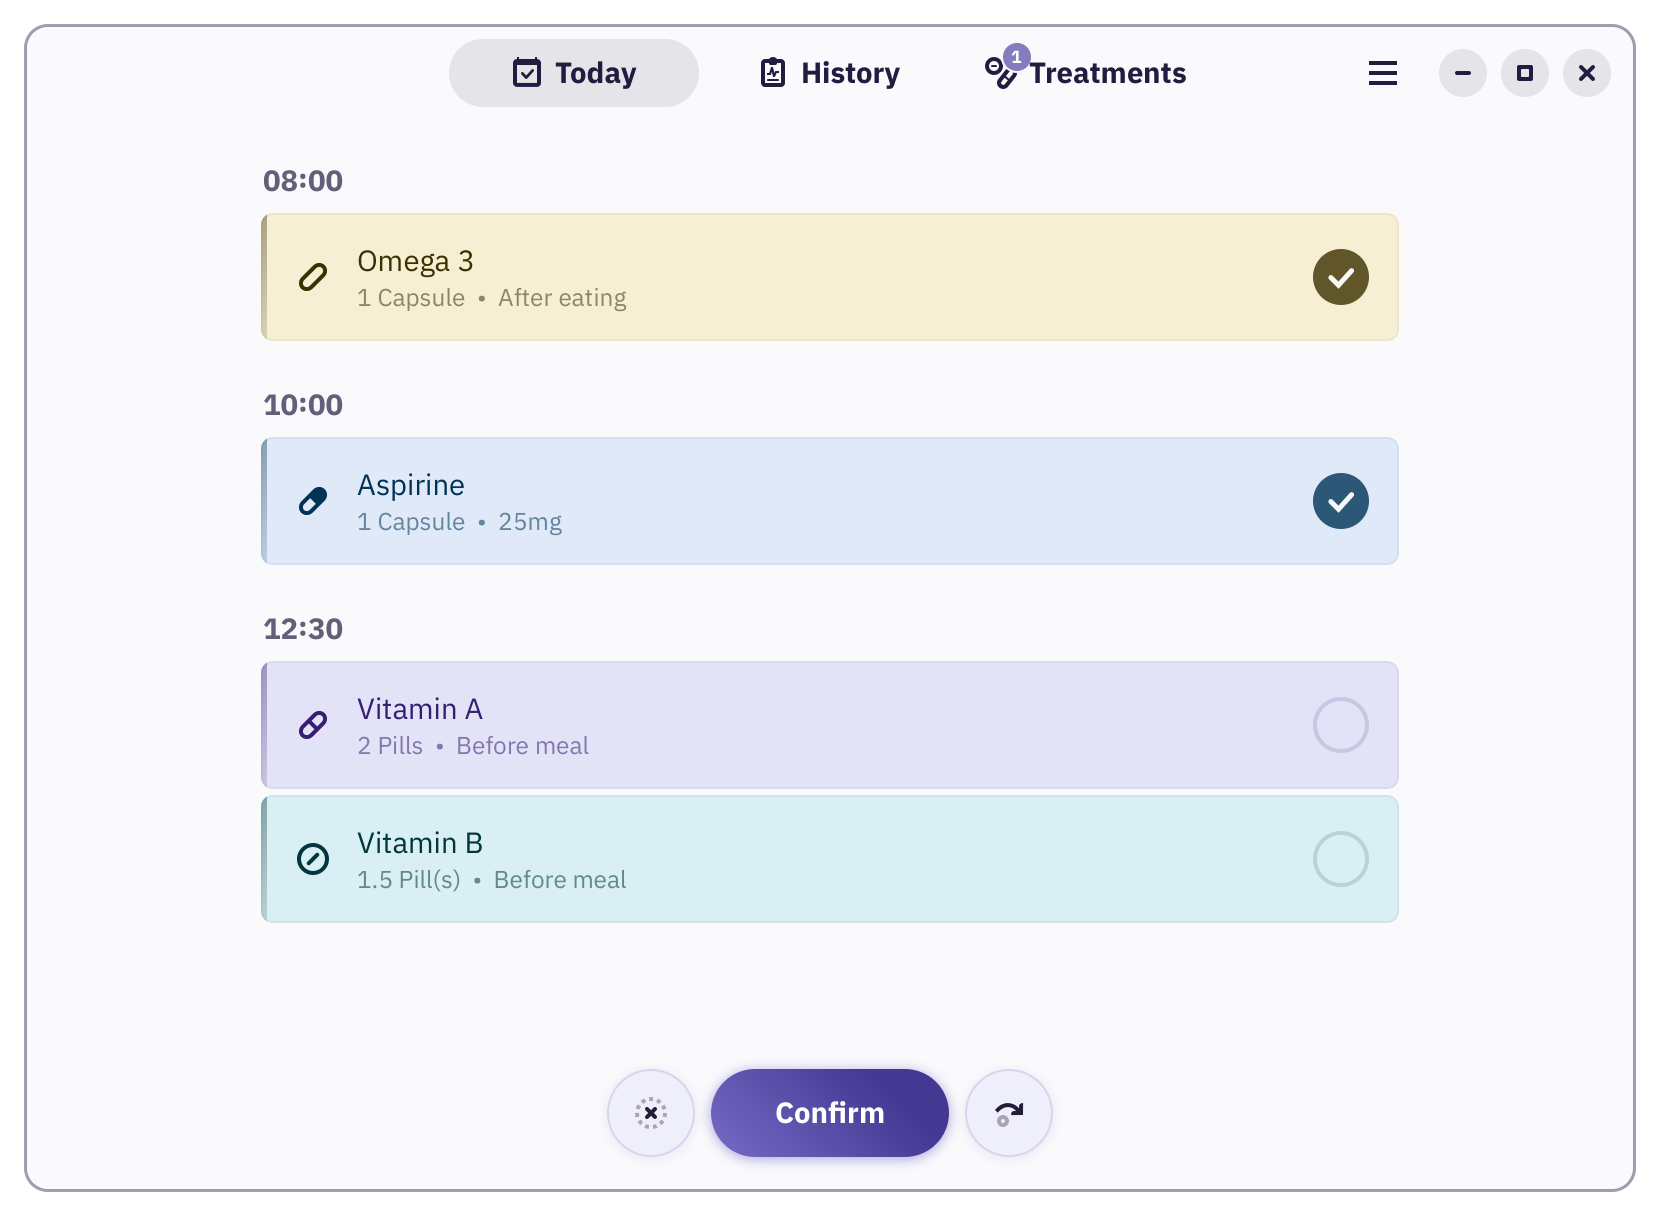 Today
History
1
Treatments
08:00
Omega 3
1 Capsule • After eating
10:00
Aspirine
1 Capsule • 25mg
12:30
Vitamin A
2 Pills • Before meal
Vitamin B
1.5 Pill(s) • Before meal
Confirm